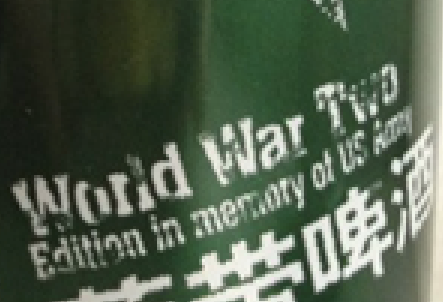 World War Two
Edition in memory of US Army
啤酒